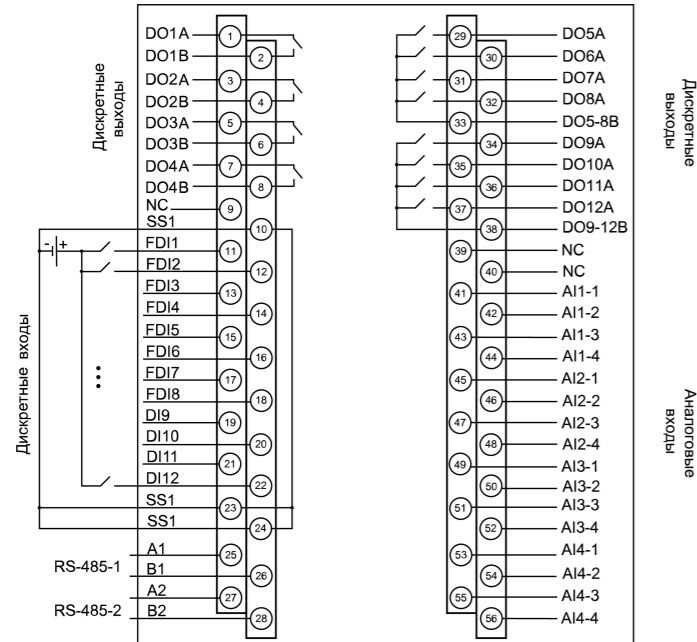 DO1A 1
DO1B 2
DO2A 3
DO2B 4
DO3A 5
DO3B 6
DO4A 7
DO4B 8
NC 9
SS1 10
- + FDI1 11
FDI2 12
FDI3 13
FDI4 14
FDI5 15
FDI6 16
FDI7 17
FDI8 18
DI9 19
DI10 20
DI11 21
DI12 22
SS1 23
SS1 24
A1 25
RS-485-1
B1 26
A2 27
RS-485-2 B2 28
Дискретные
выходы
Дискретные входы
29 DO5A
30 DO6A
31 DO7A
32 DO8A
33 DO5-8B
34 DO9A
35 DO10A
36 DO11A
37 DO12A
38 DO9-12B
39 NC
40 NC
41 AI1-1
42 AI1-2
43 AI1-3
44 AI1-4
45 AI2-1
46 AI2-2
47 AI2-3
48 AI2-4
49 AI3-1
50 AI3-2
51 AI3-3
52 AI3-4
53 AI4-1
54 AI4-2
55 AI4-3
56 AI4-4
Дискретные
выходы
Аналоговые
входы